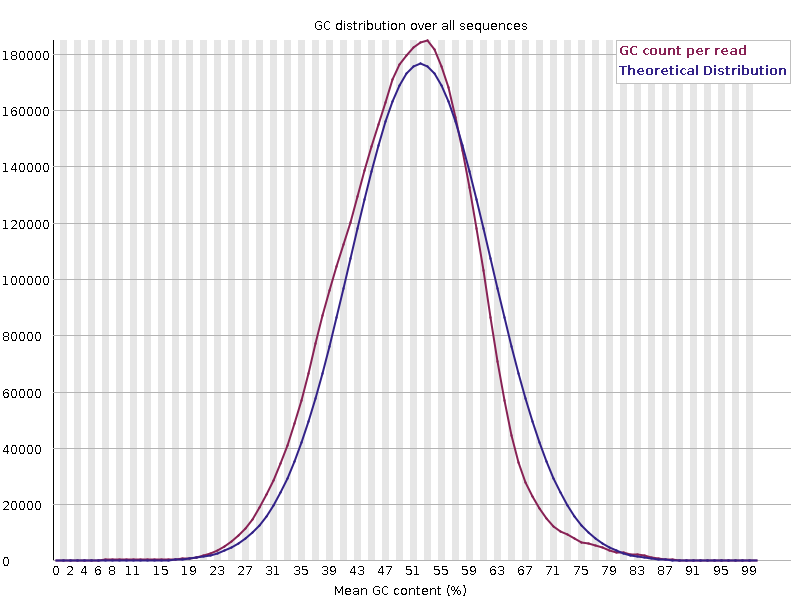 GC distribution over all sequences
GC count per read
Theoretical Distribution
180000
160000
140000
120000
100000
80000
60000
40000
20000
0
0 2 4 6 8 11 15 19 23 27 31 35 39 43 47 51 55 59 63 67 71 75 79 83 87 91 95 99
Mean GC content (%)